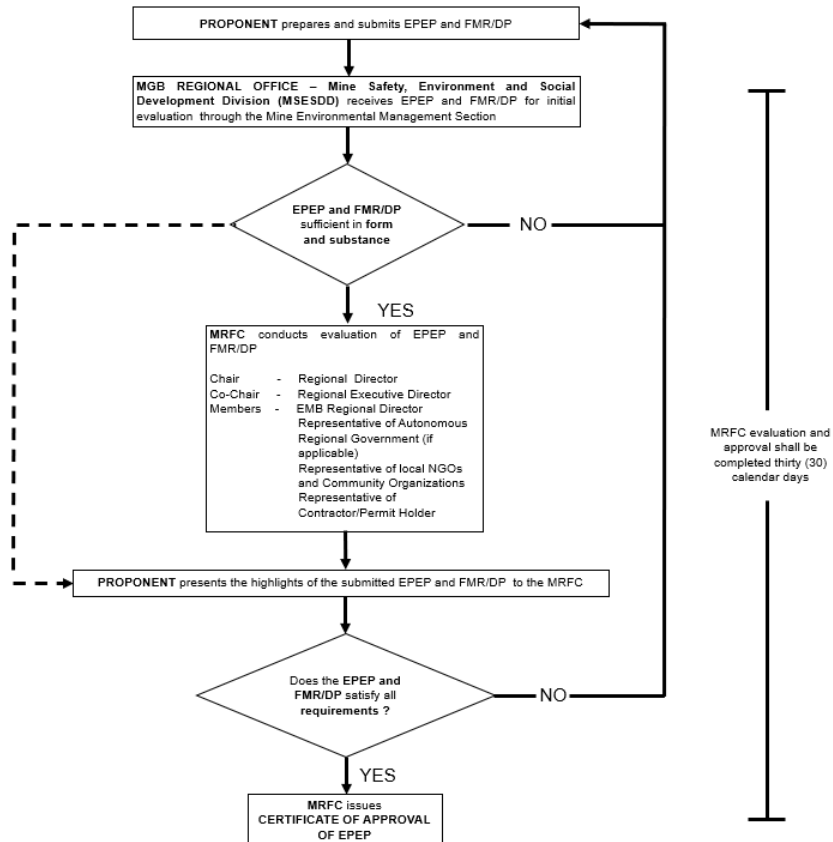 PROPONENT prepares and submits EPEP and FMR/DP
MGB REGIONAL OFFICE – Mine Safety, Environment and Social
Development Division (MSESDD) receives EPEP and FMR/DP for initial
evaluation through the Mine Environmental Management Section
EPEP and FMR/DP
sufficient in form
and substance
NO
YES
MRFC conducts evaluation of EPEP and
FMR/DP
Chair - Regional Director
Co-Chair - Regional Executive Director
Members - EMB Regional Director
Representative of Autonomous
Regional Government (if
applicable)
Representative of local NGOs
and Community Organizations
Representative of
Contractor/Permit Holder
MRFC evaluation and
approval shall be
completed thirty (30)
calendar days
PROPONENT presents the highlights of the submitted EPEP and FMR/DP to the MRFC
Does the EPEP and
FMR/DP satisfy all
requirements ?
NO
YES
MRFC issues
CERTIFICATE OF APPROVAL
OF EPEP